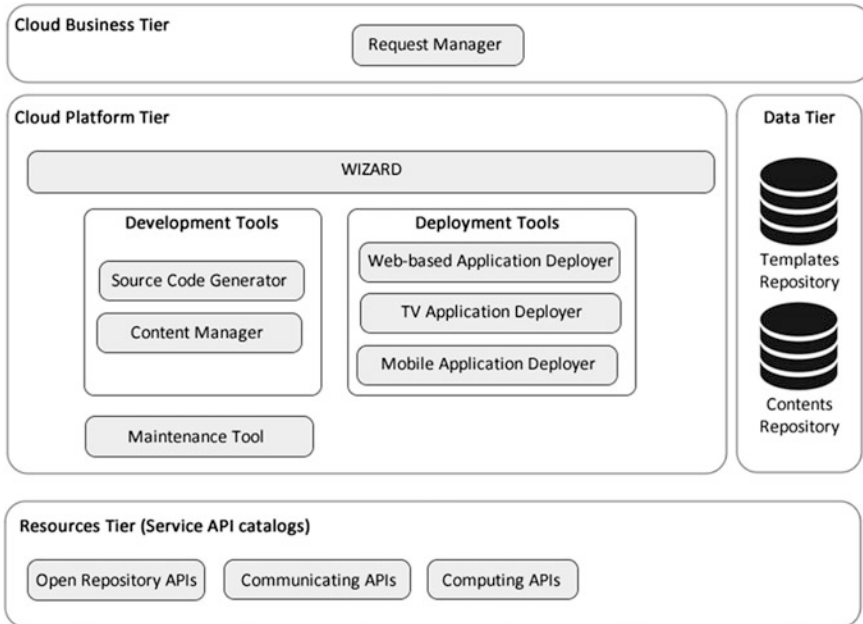 Cloud Business Tier
Request Manager
Cloud Platform Tier
WIZARD
Development Tools
Source Code Generator
Content Manager
Deployment Tools
Web-based Application Deployer
TV Application Deployer
Mobile Application Deployer
Maintenance Tool
Data Tier
Templates
Repository
Contents
Repository
Resources Tier (Service API catalogs)
Open Repository APIs
Communicating APIs
Computing APIs